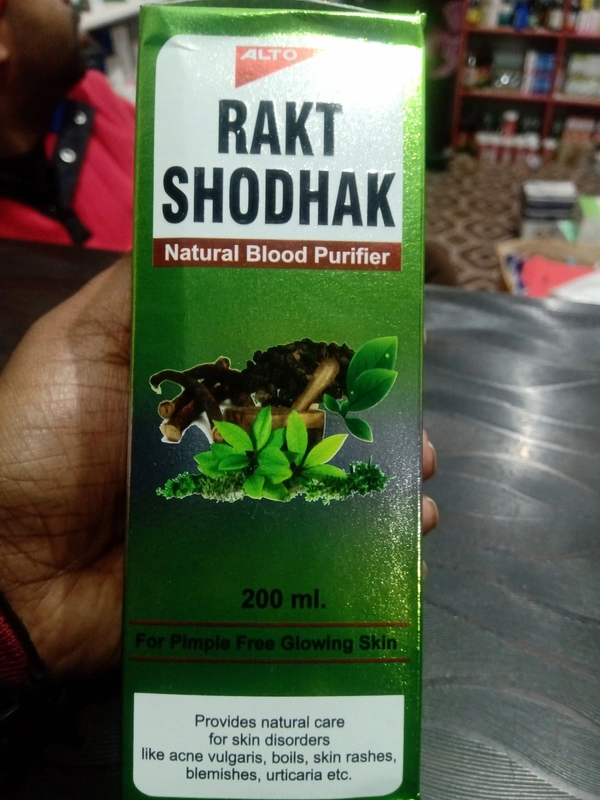 ALTO
RAKT
SHODHAK
Natural Blood Purifier
200 ml.
For Pimple Free Glowing Skin
Provides natural care
for skin disorders
like acne vulgaris, boils, skin rashes,
blemishes, urticaria etc.